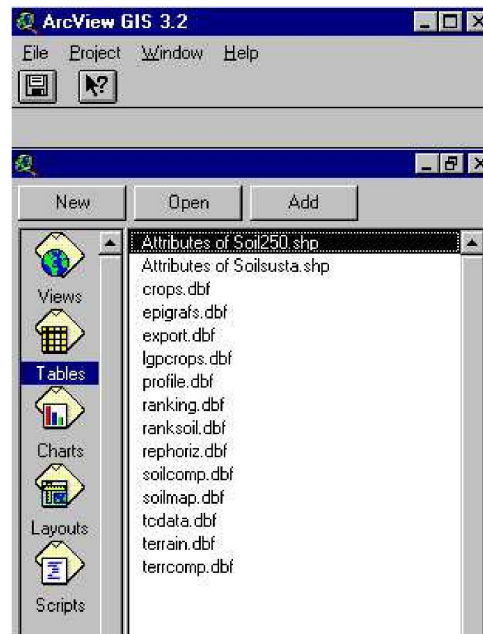 ArcView GIS 3.2
File Project Window Help
New Open Add
Attributes of Soil250.shp
Attributes of Soilsusta.shp
crops.dbf
epigrafs.dbf
export.dbf
lgpcrops.dbf
profile.dbf
ranking.dbf
ranksoil.dbf
rephoriz.dbf
soilcomp.dbf
soilmap.dbf
tcdata.dbf
terrain.dbf
terrcomp.dbf
Views
Tables
Charts
Layouts
Scripts